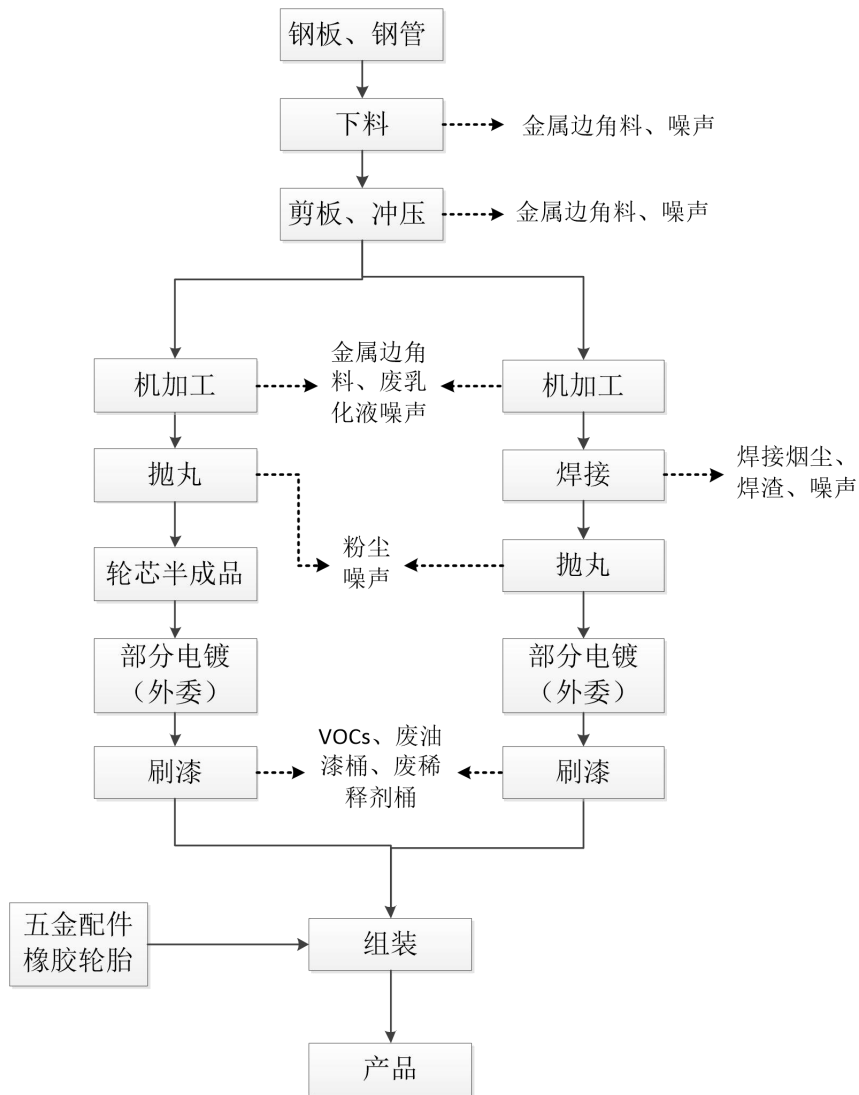 钢板、钢管
下料
金属边角料、噪声
剪板、冲压
金属边角料、噪声
机加工
金属边角
料、废乳
化液噪声
机加工
抛丸
焊接
焊接烟尘、
焊渣、噪声
粉尘
噪声
抛丸
轮芯半成品
部分电镀
（外委）
部分电镀
（外委）
刷漆
VOCs、废油
漆桶、废稀
释剂桶
刷漆
五金配件
橡胶轮胎
组装
产品